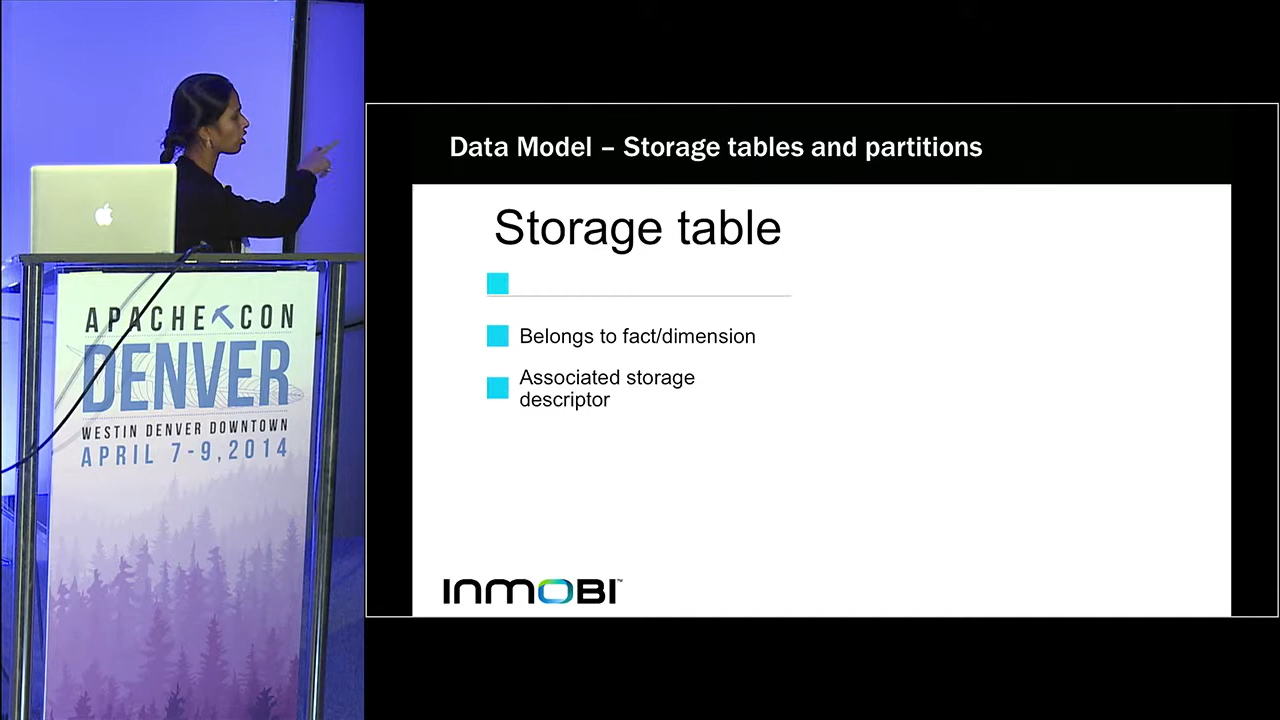 APACHE CON
DENVER
WESTIN DENVER DOWNTOWN
APRIL 7-9, 2014
Data Model – Storage tables and partitions
Storage table
Belongs to fact/dimension
Associated storage
descriptor
INMOBI™